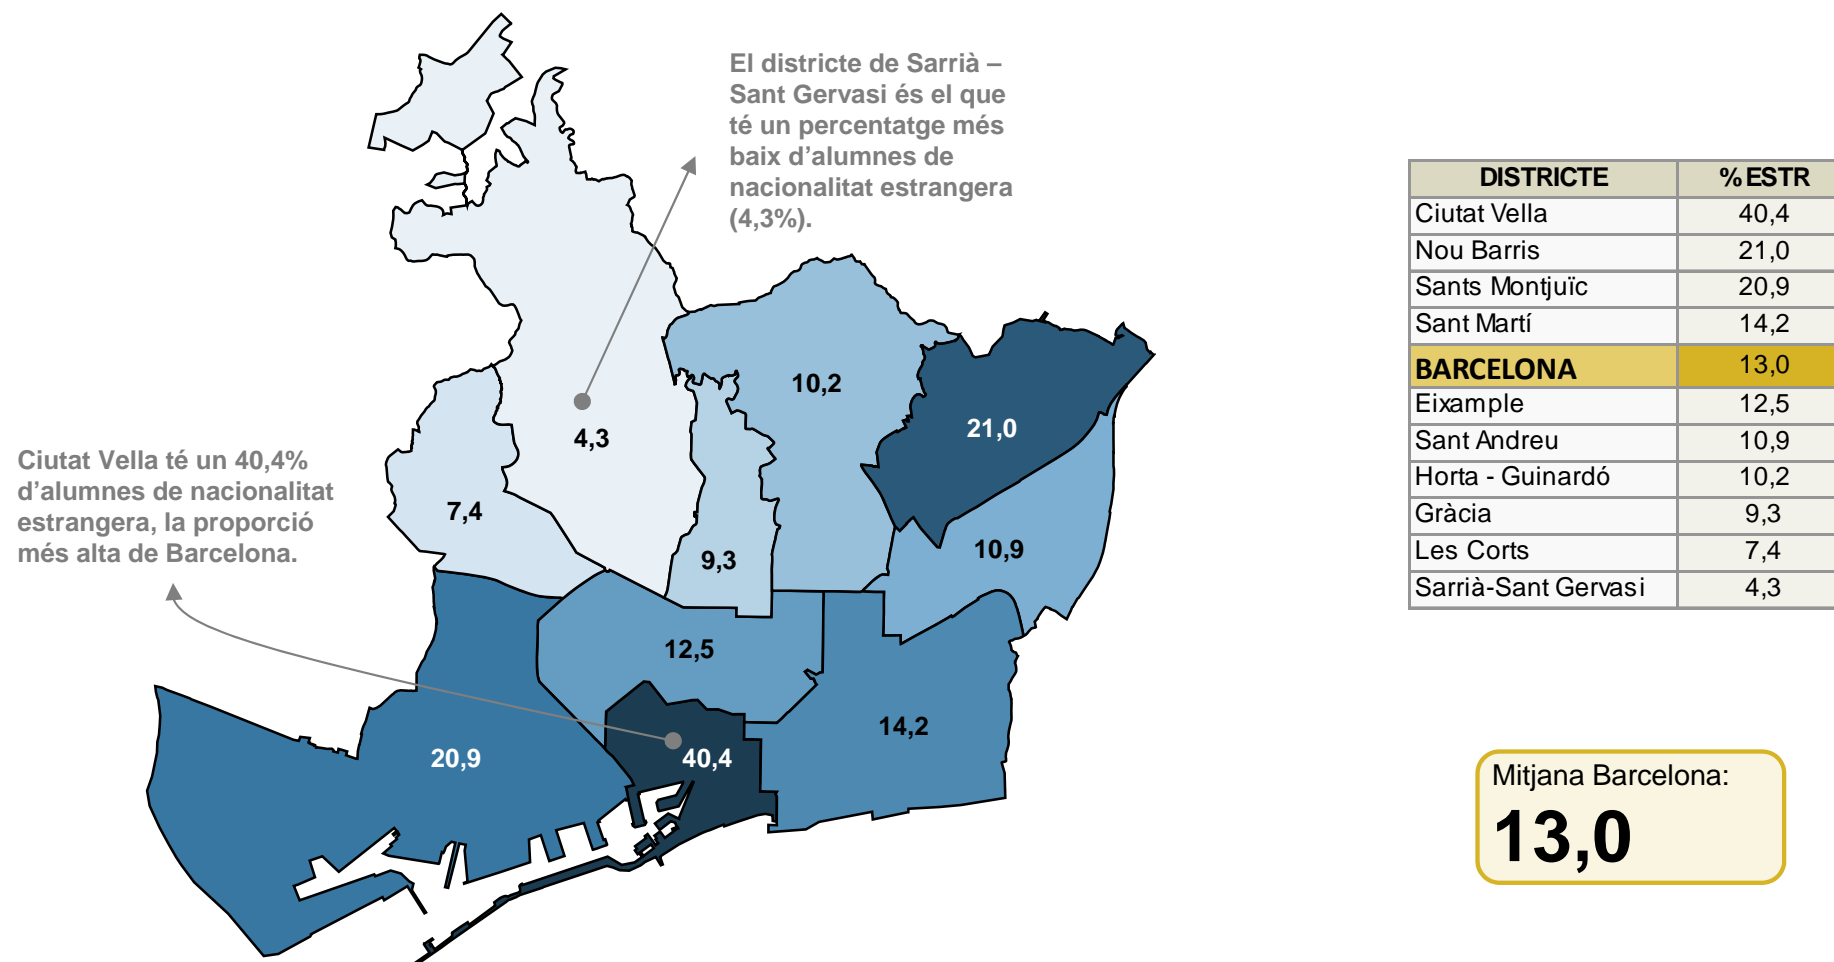 El districte de Sarrià –
Sant Gervasi és el que
té un percentatge més
baix d’alumnes de
nacionalitat estrangera
(4,3%).
Ciutat Vella té un 40,4%
d’alumnes de nacionalitat
estrangera, la proporció
més alta de Barcelona.
10,2
21,0
4,3
7,4
9,3
10,9
12,5
14,2
20,9
40,4
DISTRICTE %ESTR
Ciutat Vella 40,4
Nou Barris 21,0
Sants Montjuïc 20,9
Sant Martí 14,2
BARCELONA 13,0
Eixample 12,5
Sant Andreu 10,9
Horta - Guinardó 10,2
Gràcia 9,3
Les Corts 7,4
Sarrià-Sant Gervasi 4,3
Mitjana Barcelona:
13,0